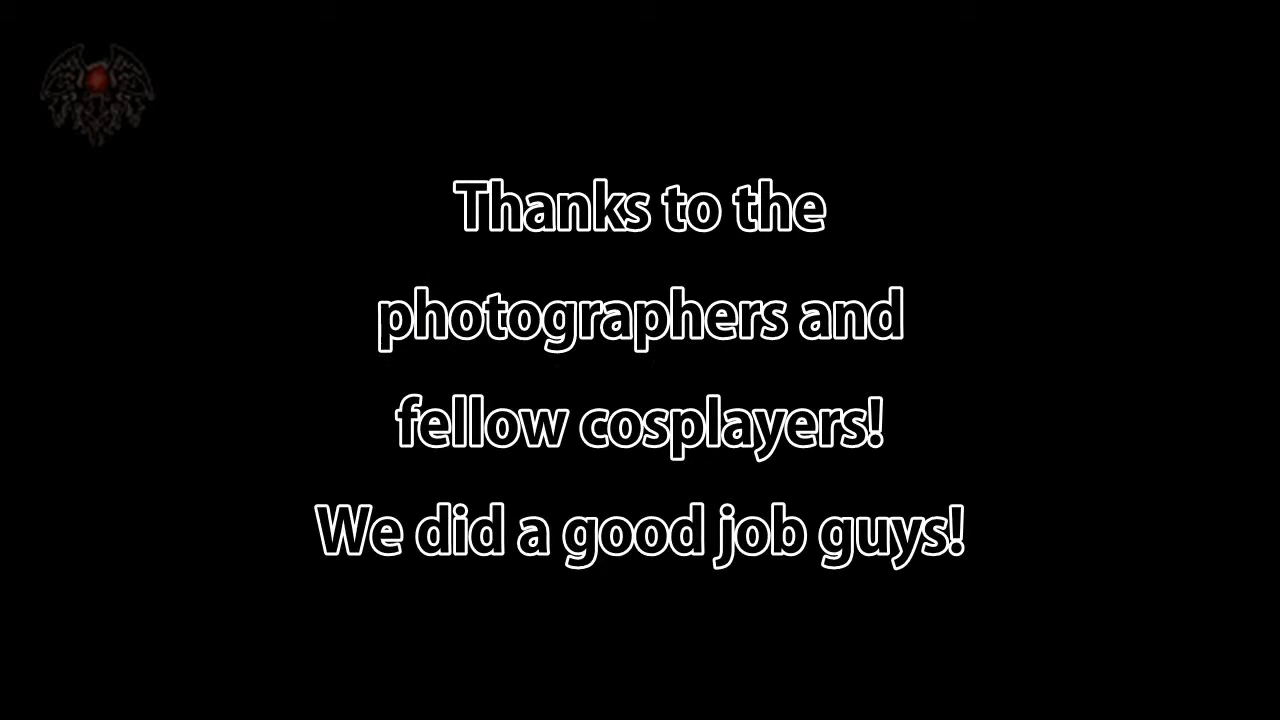 Thanks to the
photographers and
fellow cosplayers!
We did a good job guys!